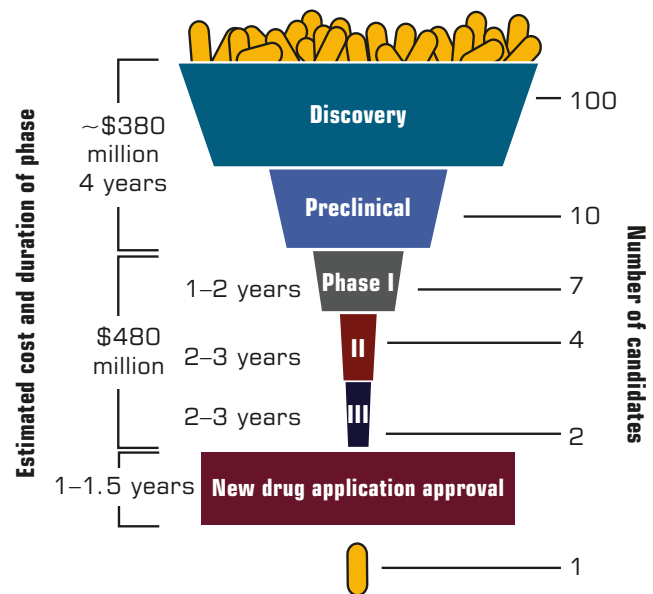 Estimated cost and duration of phase
~$380
million
4 years
Discovery
100
Preclinical
10
Number of candidates
$480
million
1–2 years
Phase I
7
2–3 years
II
4
2–3 years
III
2
1–1.5 years
New drug application approval
1